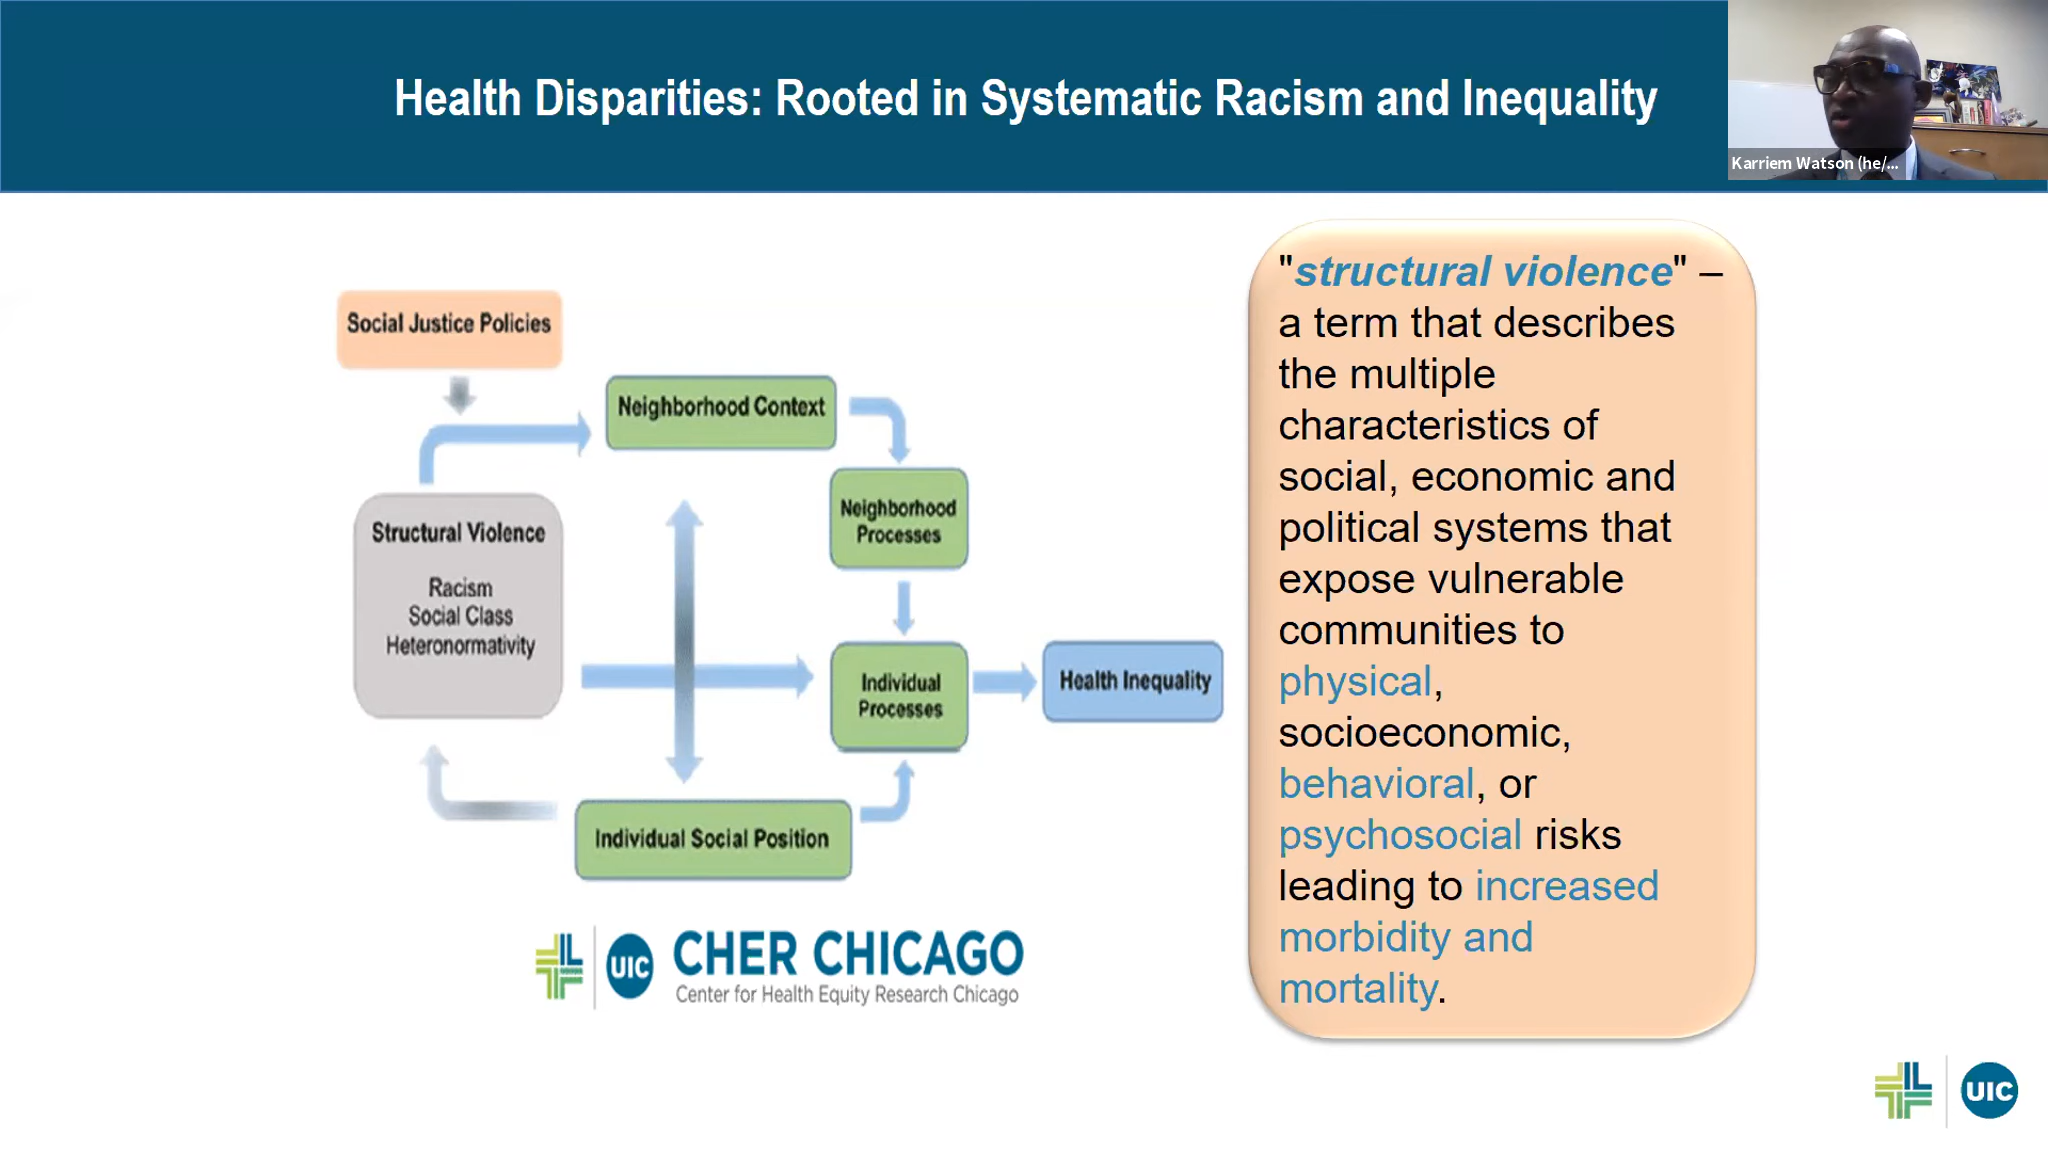 Health Disparities: Rooted in Systematic Racism and Inequality
Karriem Watson (he/...
Social Justice Policies
Neighborhood Context
Neighborhood
Processes
Structural Violence
Racism
Social Class
Heteronormativity
Individual
Processes
Health Inequality
Individual Social Position
UIC
CHER CHICAGO
Center for Health Equity Research Chicago
"structural violence" –
a term that describes
the multiple
characteristics of
social, economic and
political systems that
expose vulnerable
communities to
physical,
socioeconomic,
behavioral, or
psychosocial risks
leading to increased
morbidity and
mortality.
UIC